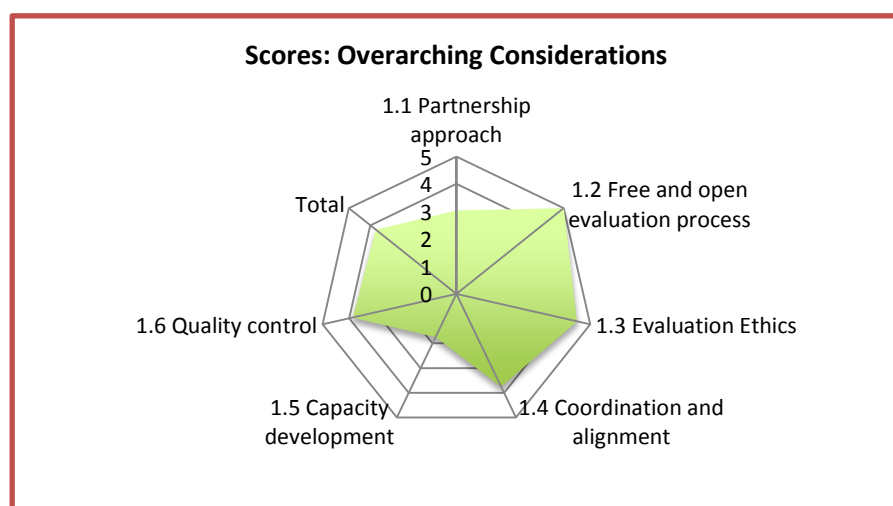 Scores: Overarching Considerations
1.1 Partnership
approach
5
4
3
2
1
0
1.2 Free and open
evaluation process
1.3 Evaluation Ethics
1.4 Coordination and
alignment
1.5 Capacity
development
1.6 Quality control
Total